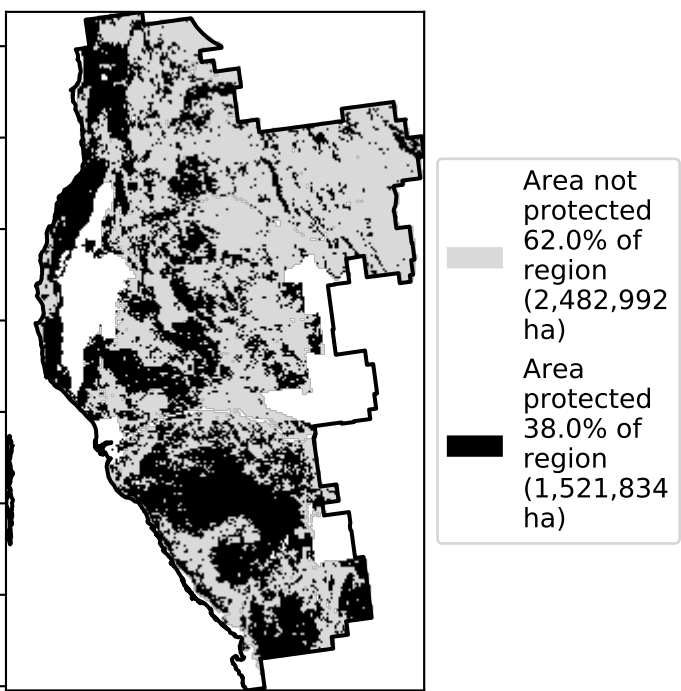 Area not
protected
62.0% of
region
(2,482,992
ha)
Area
protected
38.0% of
region
(1,521,834
ha)